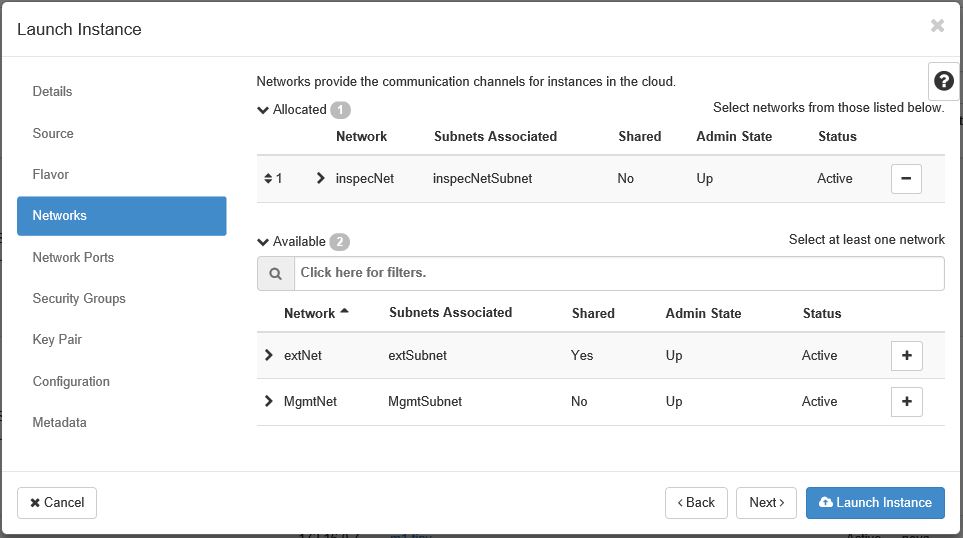 Launch Instance
Details
Source
Flavor
Networks
Network Ports
Security Groups
Key Pair
Configuration
Metadata
Networks provide the communication channels for instances in the cloud.
Allocated 1
Select networks from those listed below.
Network Subnets Associated Shared Admin State Status
1 inspecNet inspecNetSubnet No Up Active
Available 2
Select at least one network
Click here for filters.
Network Subnets Associated Shared Admin State Status
extNet extSubnet Yes Up Active
MgmtNet MgmtSubnet No Up Active
Cancel
< Back
Next >
Launch Instance